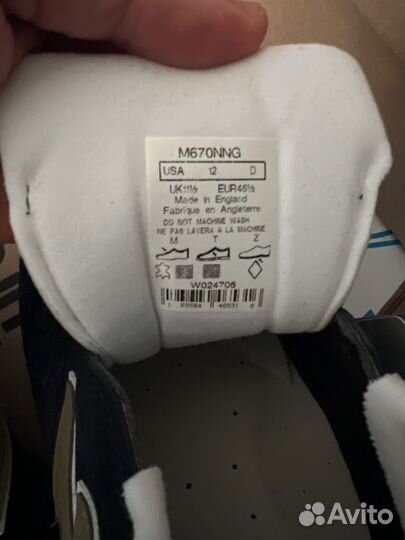 M670NNG
USA 12 D
UK11½ EUR46½
Made in England
Fabriqué en Angleterre
DO NOT MACHINE WASH
NE PAS LAVERA A LA MACHINE
M T Z
W024706
Avito